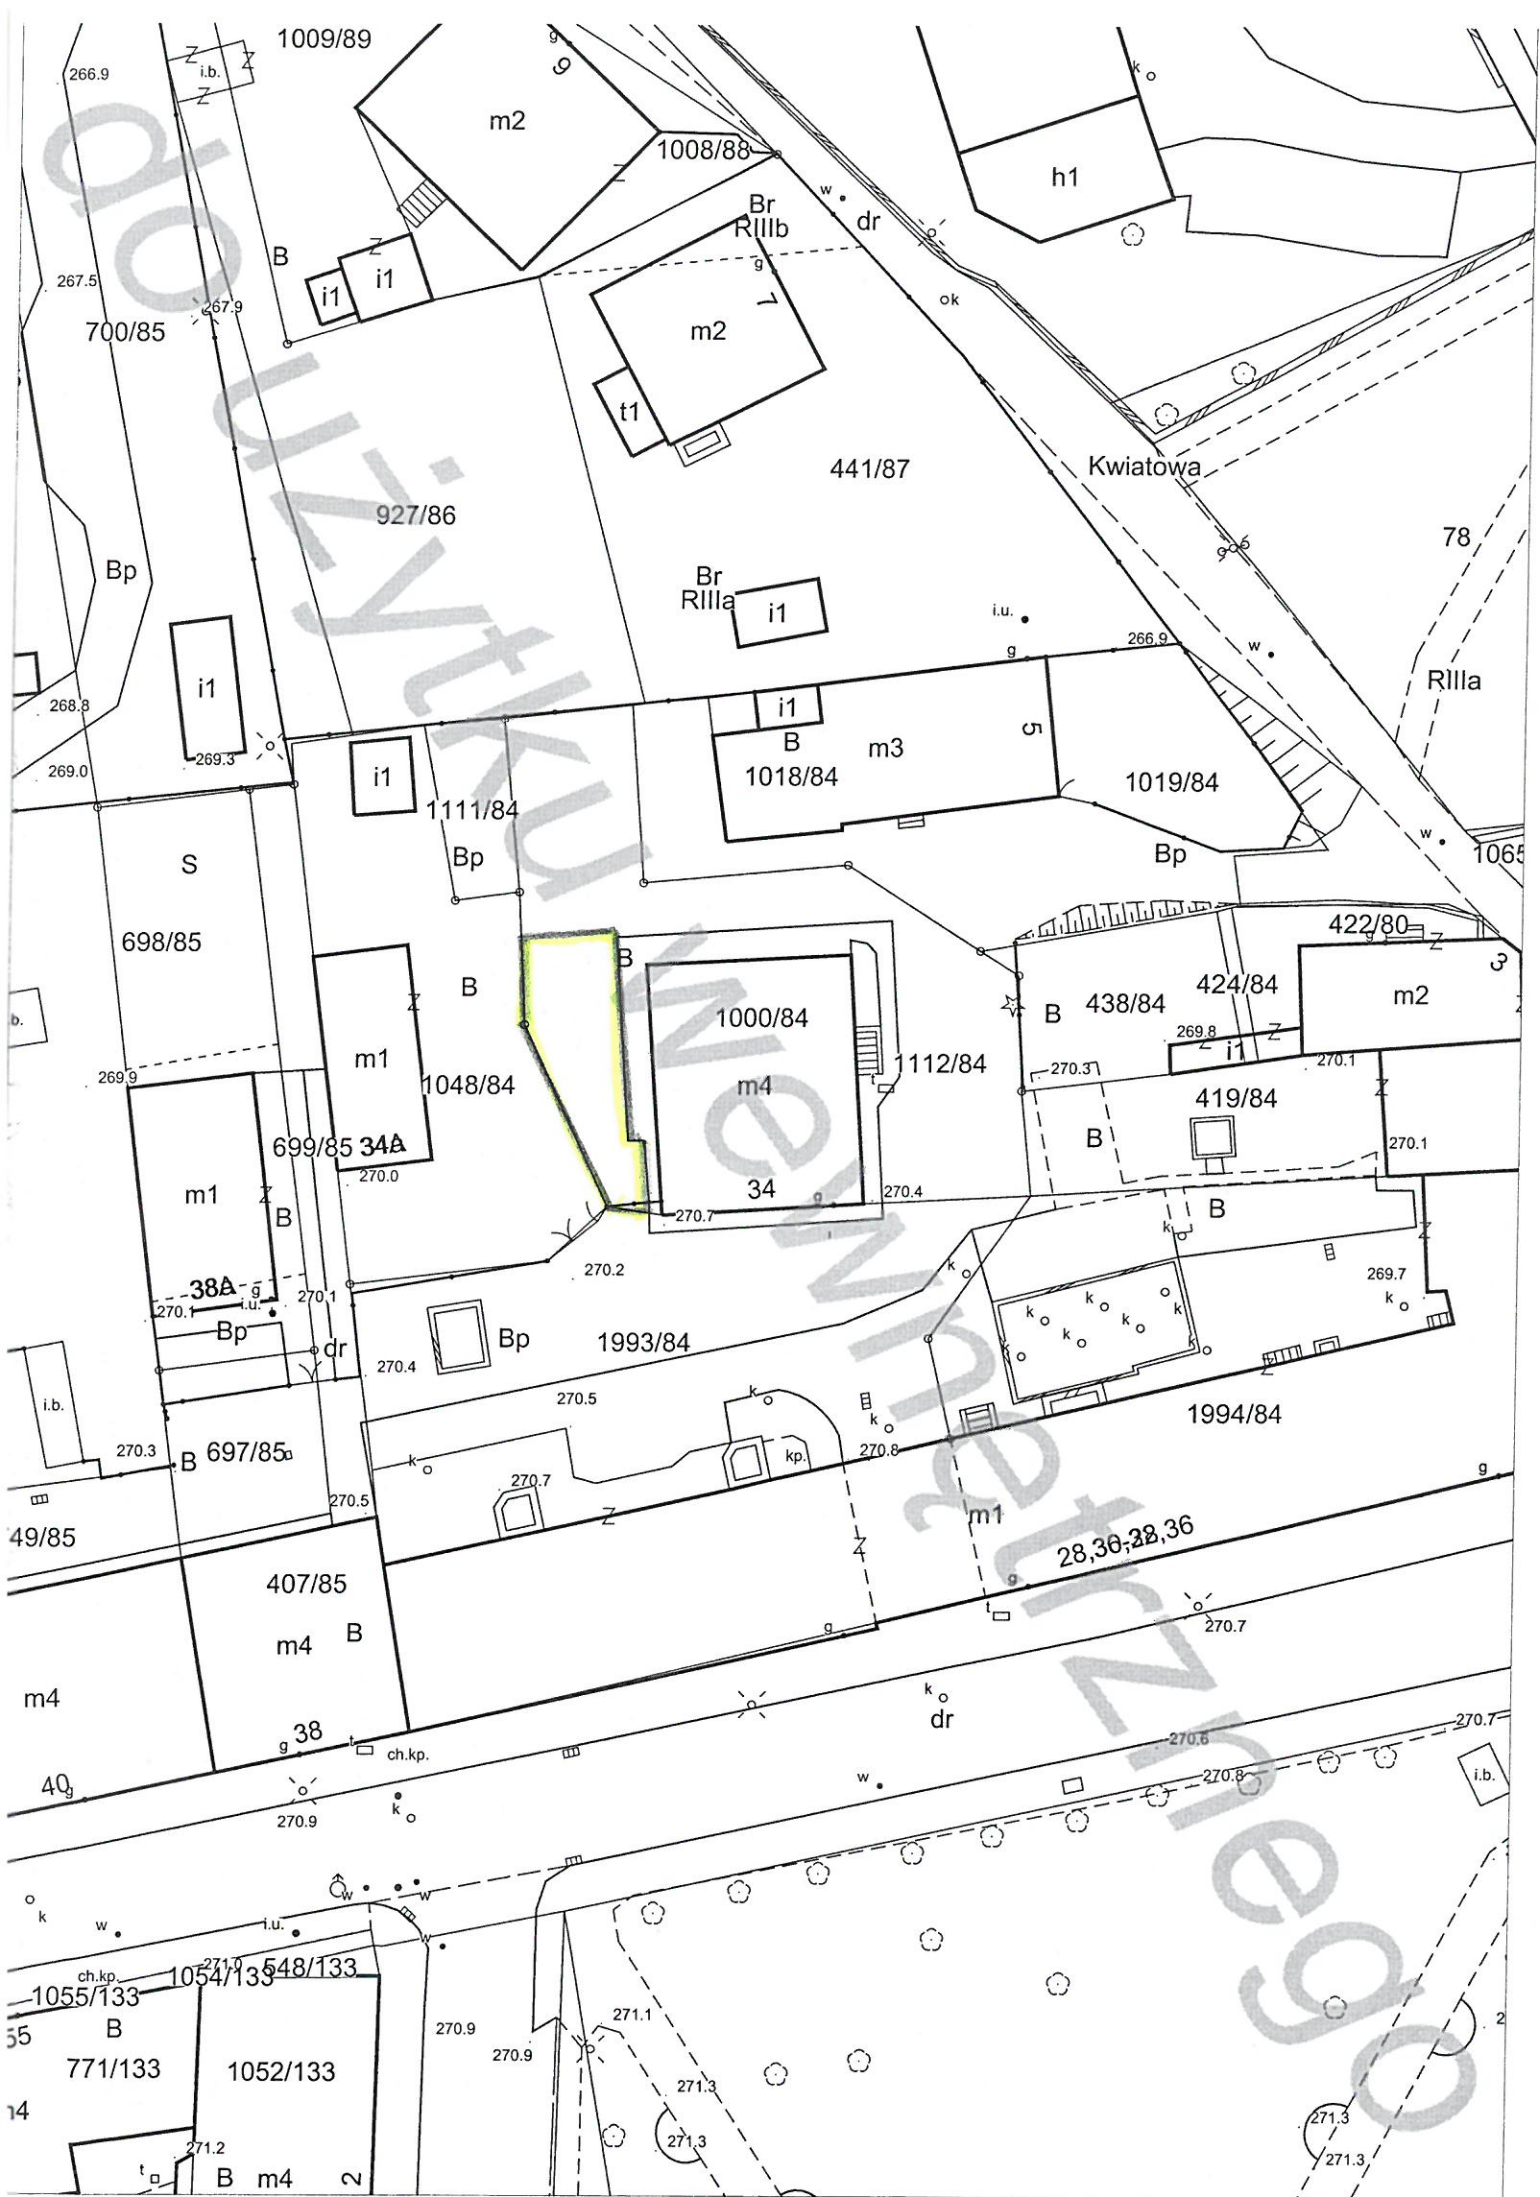 1009/89
266.9
Z
Z
i.b.
Z
g
9
m2
k
1008/88
Z
h1
w
dr
Br
RIIIb
B
Z
i1
i1
g
7
267.5
267.9
700/85
ok
m2
t1
441/87
Kwiatowa
927/86
78
Bp
Br
RIIIa
i1
i.u.
g
266.9
w
RIIIa
i1
268.8
i1
B
m3
5
269.3
269.0
i1
1018/84
1019/84
1111/84
w
1065
S
Bp
Bp
698/85
422/80
g
Z
3
B
B
Z
424/84
m2
Z
b.
1000/84
B
438/84
269.8
Z
Z
i1
m1
1112/84
270.3
270.1
269.9
1048/84
m4
t
419/84
Z
B
270.1
699/85
34A
270.0
m1
Z
34
g
270.4
B
270.7
B
k
Z
270.2
k
269.7
38A
g
i.u.
270.1
270.1
k
k
k
k
k
k
k
k
Bp
Bp
1993/84
dr
270.4
Z
i.b.
270.5
k
k
1994/84
270.3
B
697/85
k
kp.
270.8
270.7
g
270.5
Z
m1
49/85
Z
28,30-32,36
407/85
g
m4
B
t
270.7
g
m4
k
dr
38
g
t
ch.kp.
270.6
270.7
40
g
w
270.8
i.b.
k
270.9
w
w
k
w
i.u.
w
271.0
ch.kp.
1054/133
548/133
1055/133
55
B
270.9
271.1
2
270.9
771/133
1052/133
271.3
271.3
271.3
271.3
271.2
t
B
m4
2
do użytku wewnętrznego